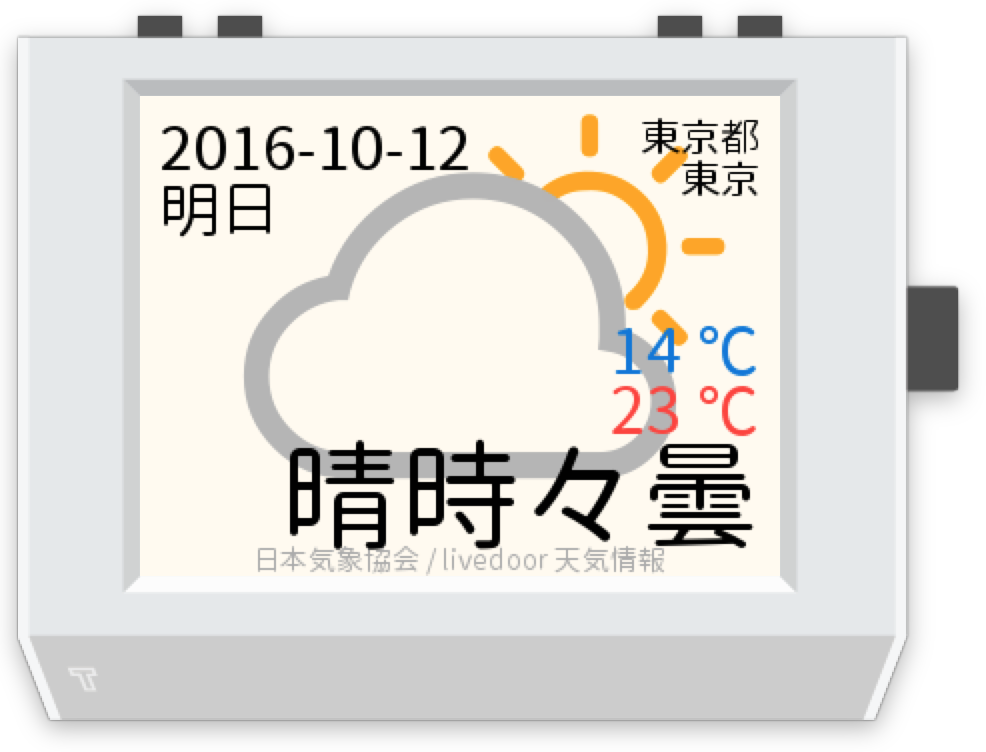 2016-10-12
明日
東京都
東京
14 ℃
23 ℃
晴時々曇
日本気象協会 / livedoor 天気情報